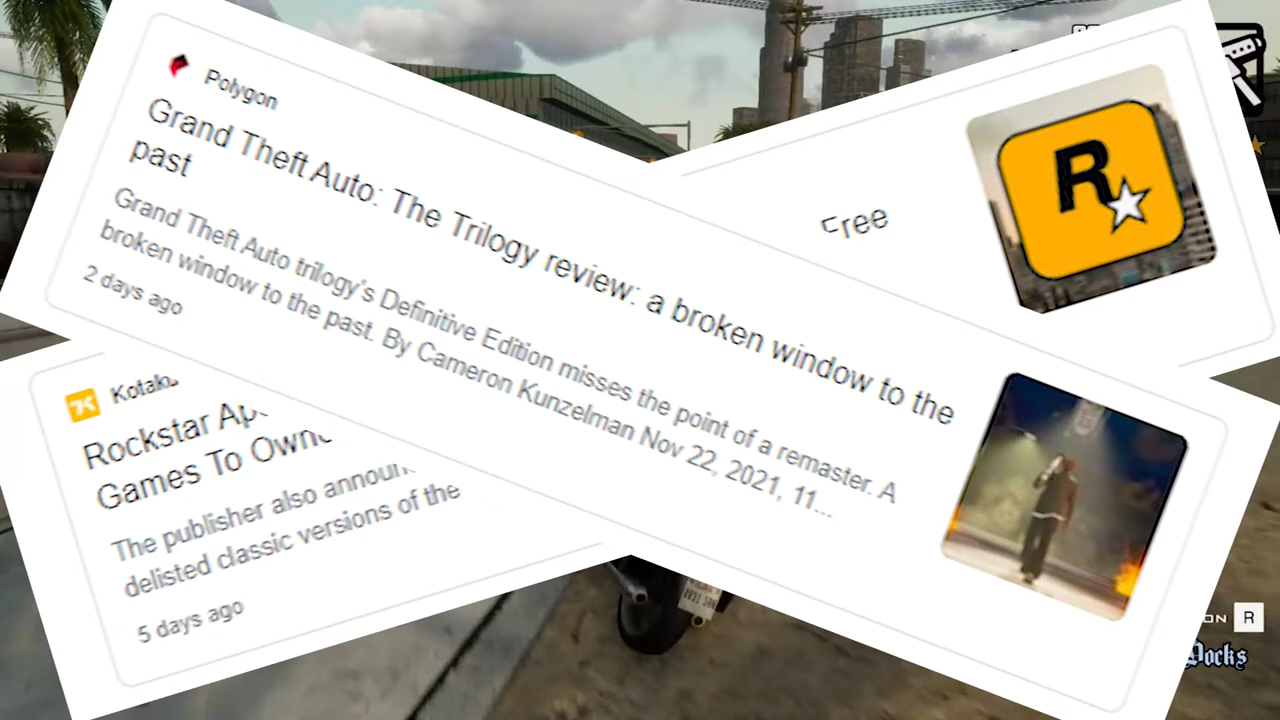 Polygon
Grand Theft Auto: The Trilogy review: a broken window to the
past
Grand Theft Auto trilogy's Definitive Edition misses the point of a remaster. A
broken window to the past. By Cameron Kunzelman Nov 22, 2021, 11...
2 days ago
Free
R
Kotaku
Rockstar
Games To
The publisher also
delisted classic versions of the
5 days ago
ON R
Docks